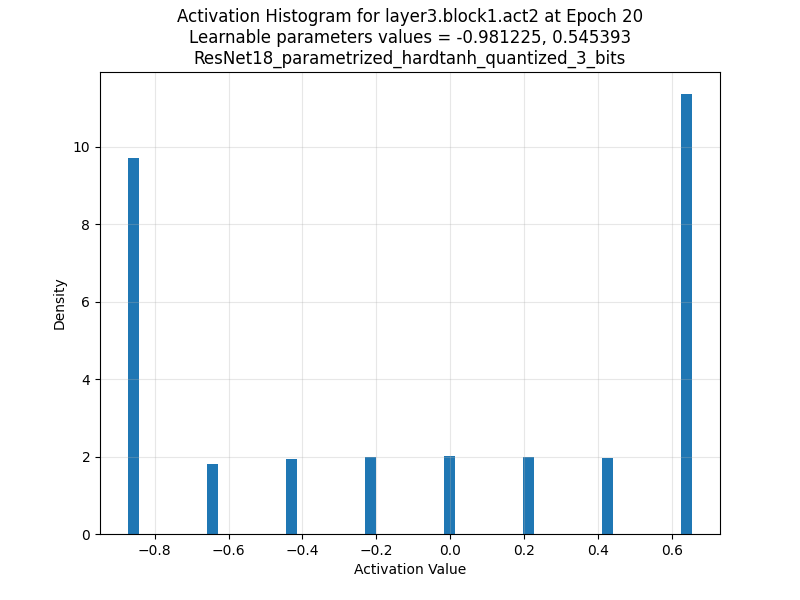 Activation Histogram for layer3.block1.act2 at Epoch 20
Learnable parameters values = -0.981225, 0.545393
ResNet18_parametrized_hardtanh_quantized_3_bits
10
8
6
4
2
0
Density
−0.8 −0.6 −0.4 −0.2 0.0 0.2 0.4 0.6
Activation Value